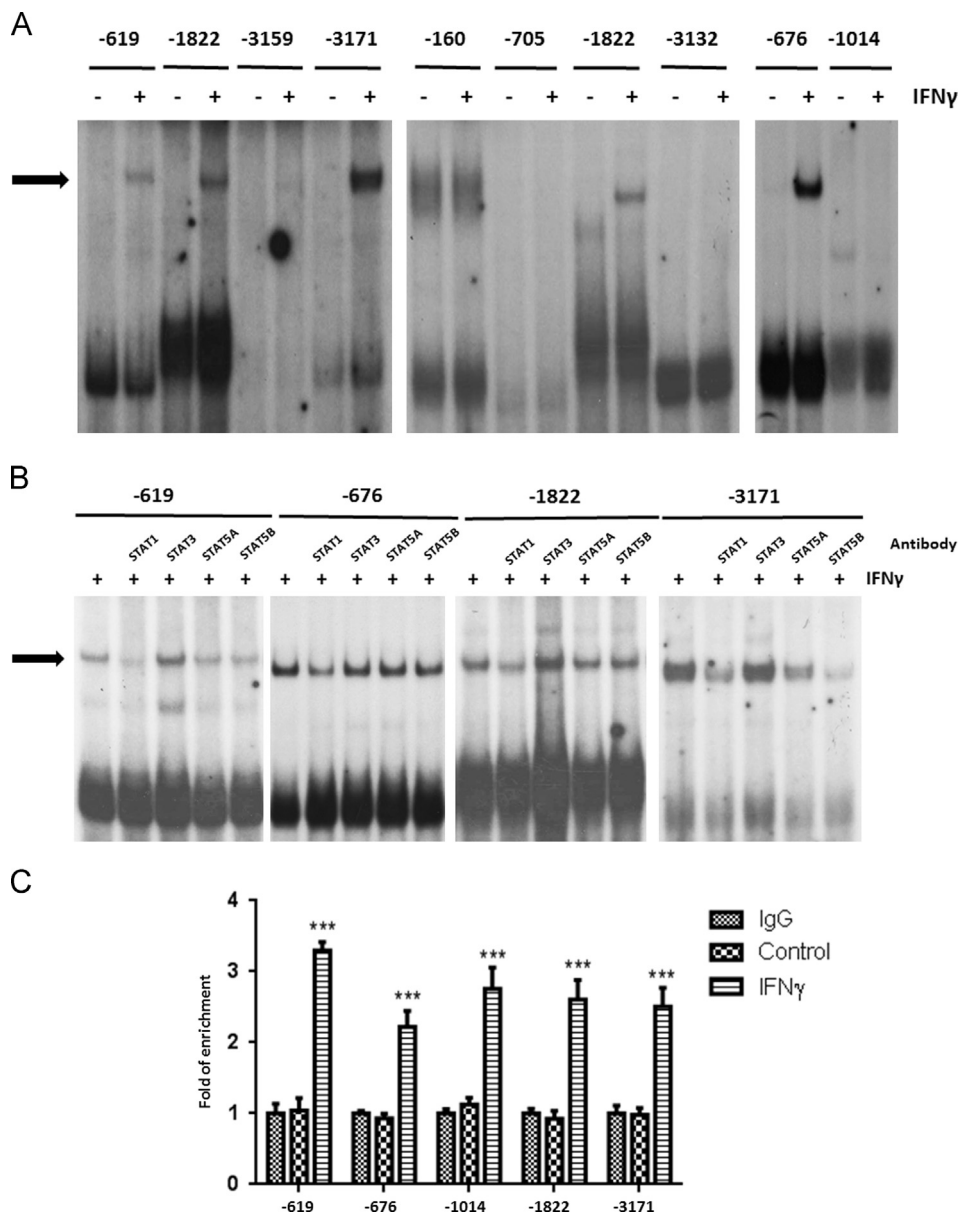 A
-619 -1822 -3159 -3171 -160 -705 -1822 -3132 -676 -1014
- + - + - + - + - + - + - + - + - + - + IFNγ
B
-619 -676 -1822 -3171
STAT1 STAT3 STAT5A STAT5B STAT1 STAT3 STAT5A STAT5B STAT1 STAT3 STAT5A STAT5B STAT1 STAT3 STAT5A STAT5B Antibody
+ + + + + + + + + + + + + + + + + + + + IFNγ
C
Fold of enrichment
4
3
2
1
0
*** *** *** *** ***
IgG
Control
IFNγ
-619 -676 -1014 -1822 -3171